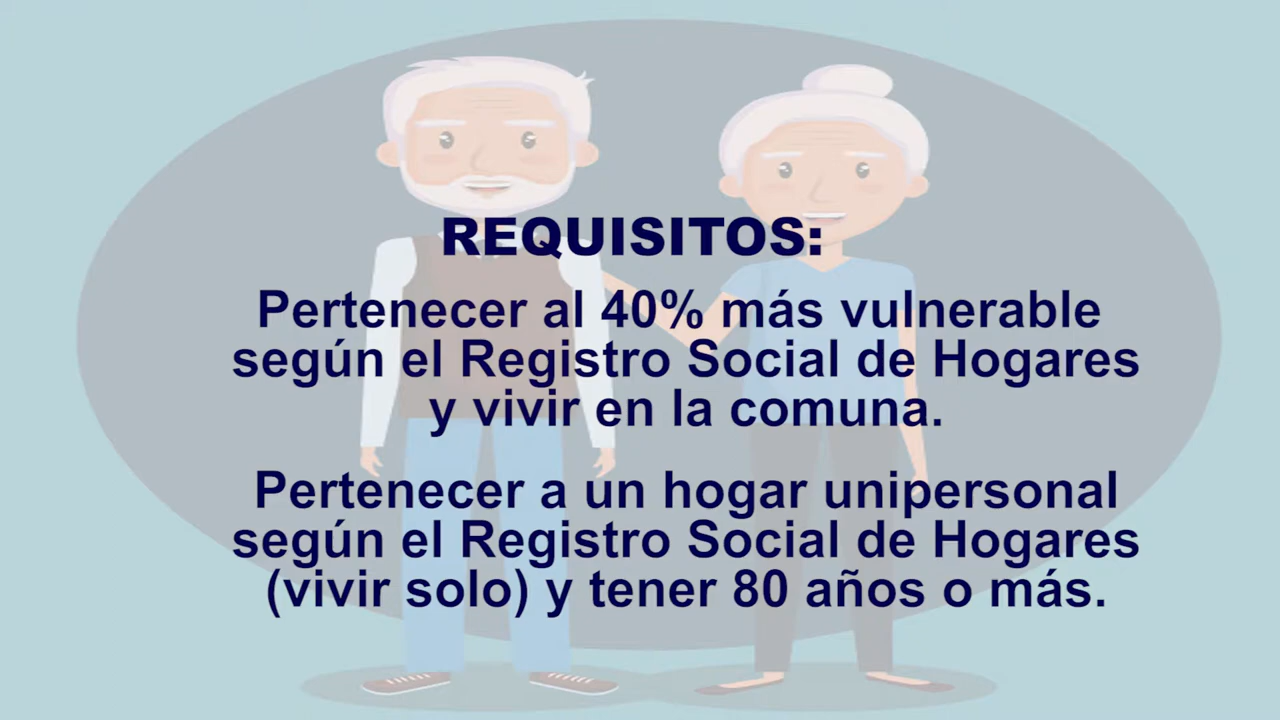 REQUISITOS:
Pertenecer al 40% más vulnerable
según el Registro Social de Hogares
y vivir en la comuna.
Pertenecer a un hogar unipersonal
según el Registro Social de Hogares
(vivir solo) y tener 80 años o más.